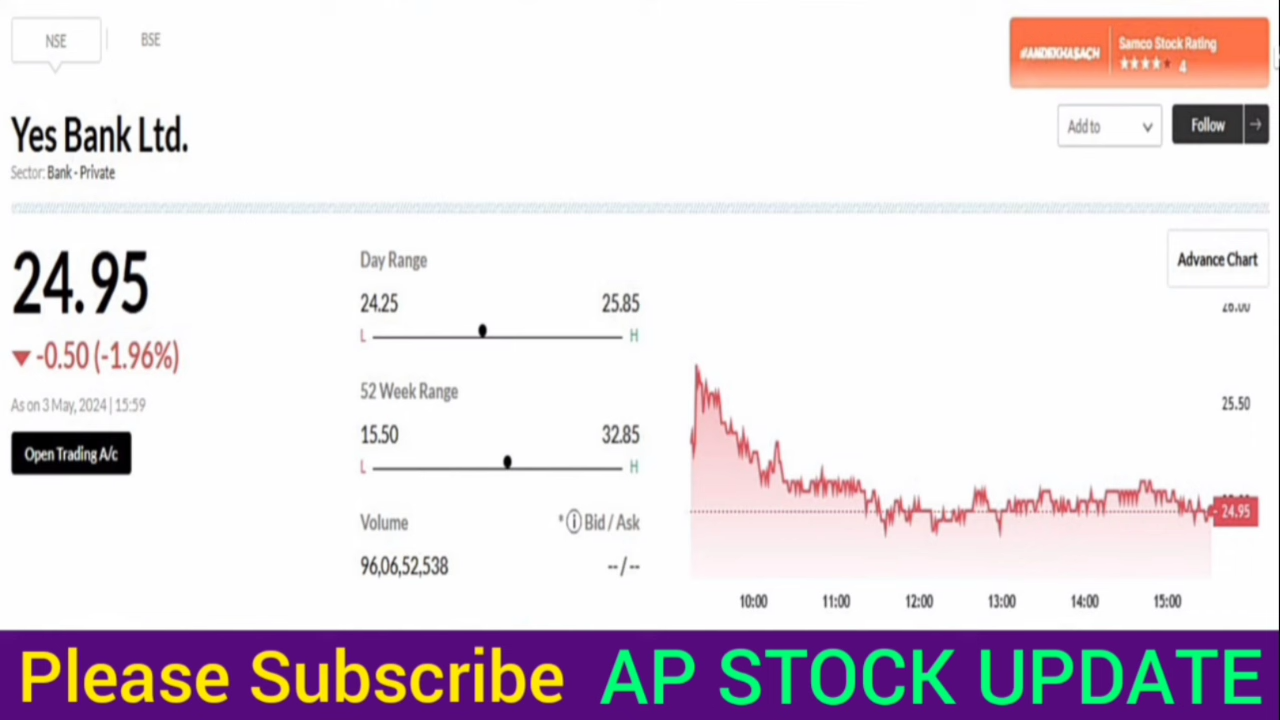 NSE
BSE
#ANDEKHASACH
Samco Stock Rating
4
Yes Bank Ltd.
Sector: Bank - Private
Add to
Follow →
24.95
▼ -0.50 (-1.96%)
As on 3 May, 2024 | 15:59
Open Trading A/c
Day Range
24.25 25.85
L H
52 Week Range
15.50 32.85
L H
Volume * ⓘ Bid / Ask
96,06,52,538 -- / --
Advance Chart
25.50
24.95
10:00 11:00 12:00 13:00 14:00 15:00
Please Subscribe AP STOCK UPDATE